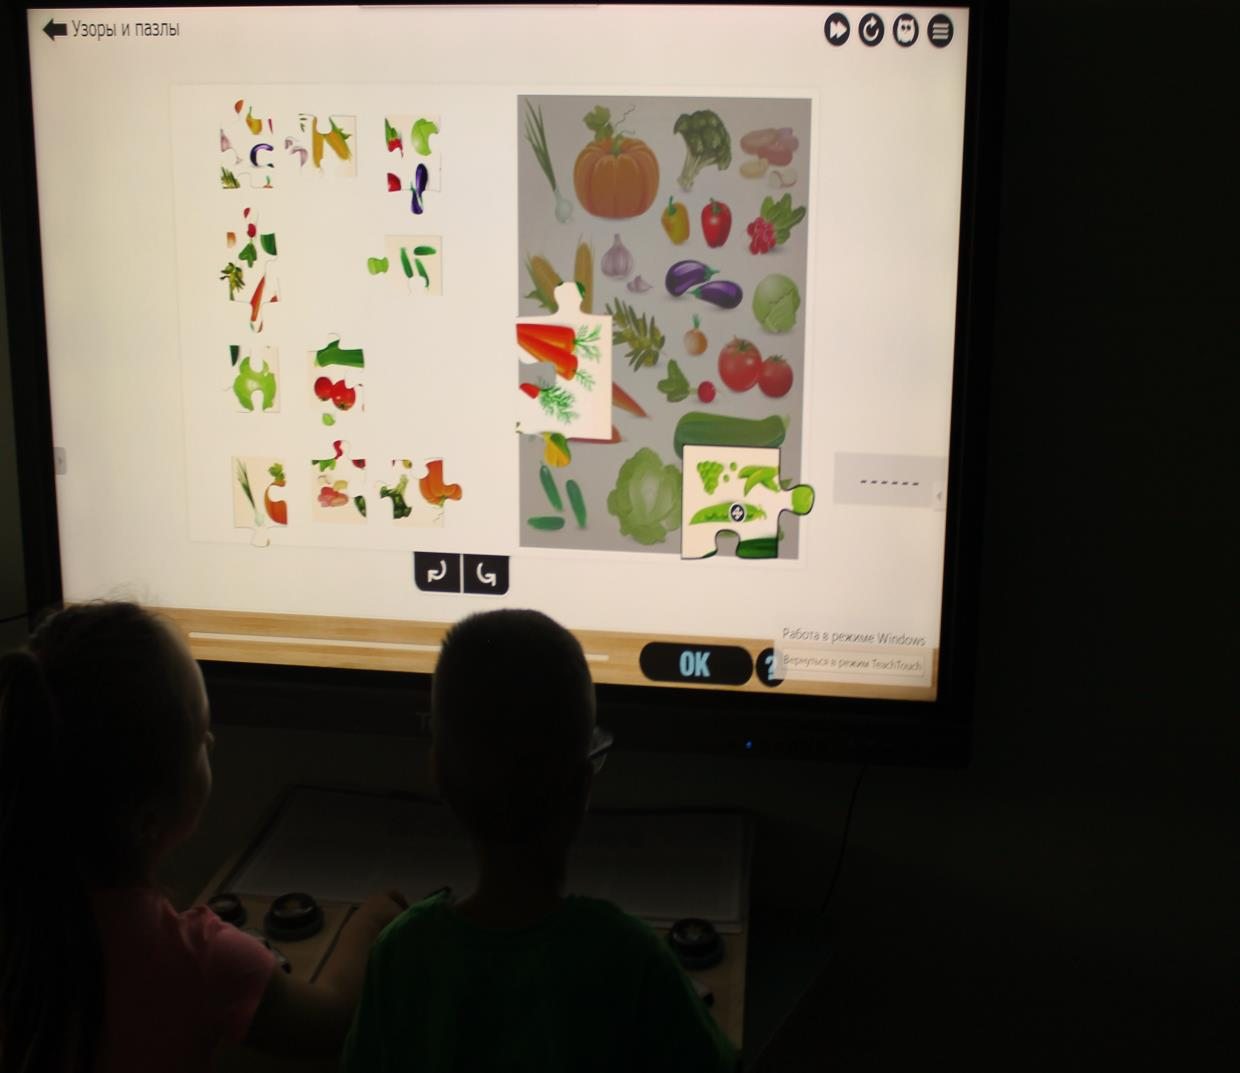 Узоры и пазлы
OK
?
Работа в режиме Windows
Вернуться в режим TeachTouch